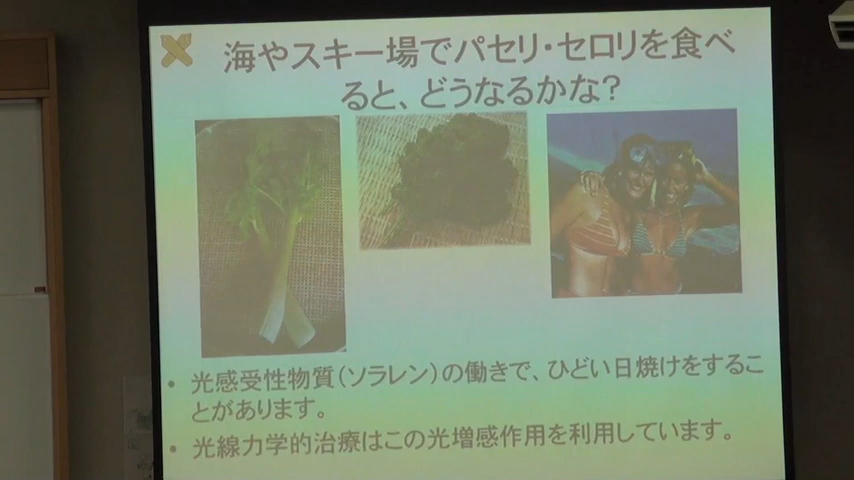 海やスキー場でパセリ・セロリを食べ
ると、どうなるかな?
• 光感受性物質(ソラレン)の働きで、ひどい日焼けをするこ
とがあります。
• 光線力学的治療はこの光増感作用を利用しています。